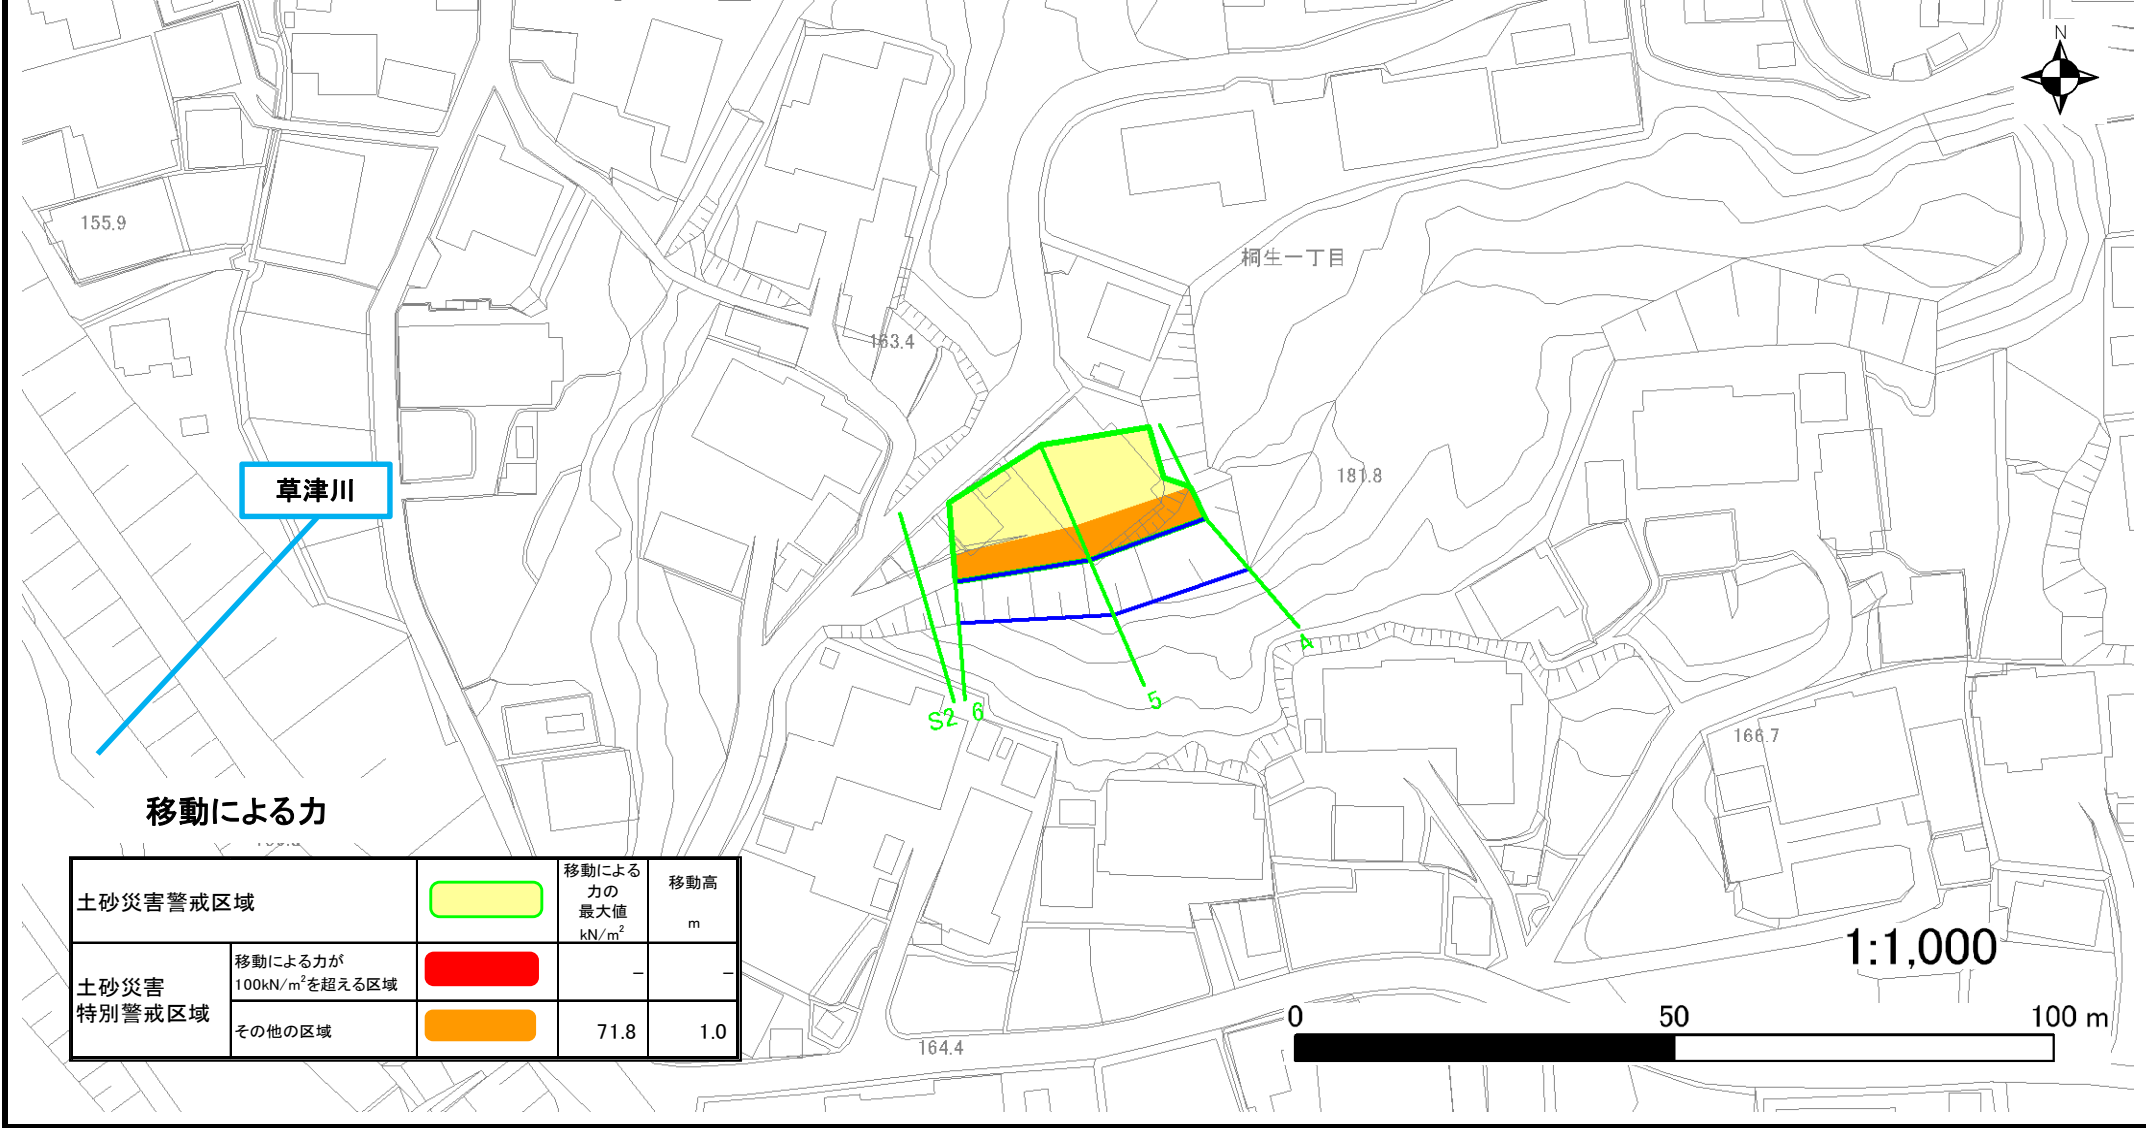 N
155.9
桐生一丁目
163.4
181.8
草津川
4
5
S2
6
166.7
移動による力
土砂災害警戒区域
移動による
力の
最大値
kN/m²
移動高
m
土砂災害
特別警戒区域
移動による力が
100kN/m²を超える区域
–
–
その他の区域
71.8
1.0
164.4
1:1,000
0
50
100 m